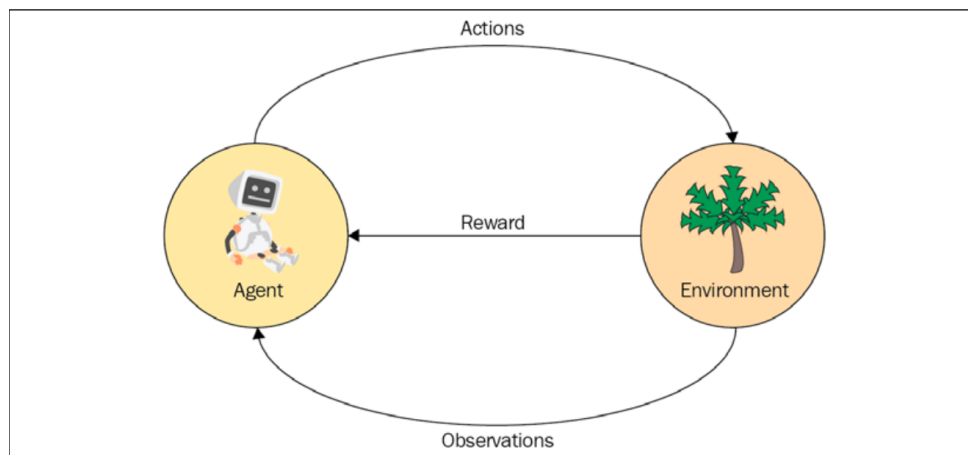 Actions
Reward
Agent
Environment
Observations